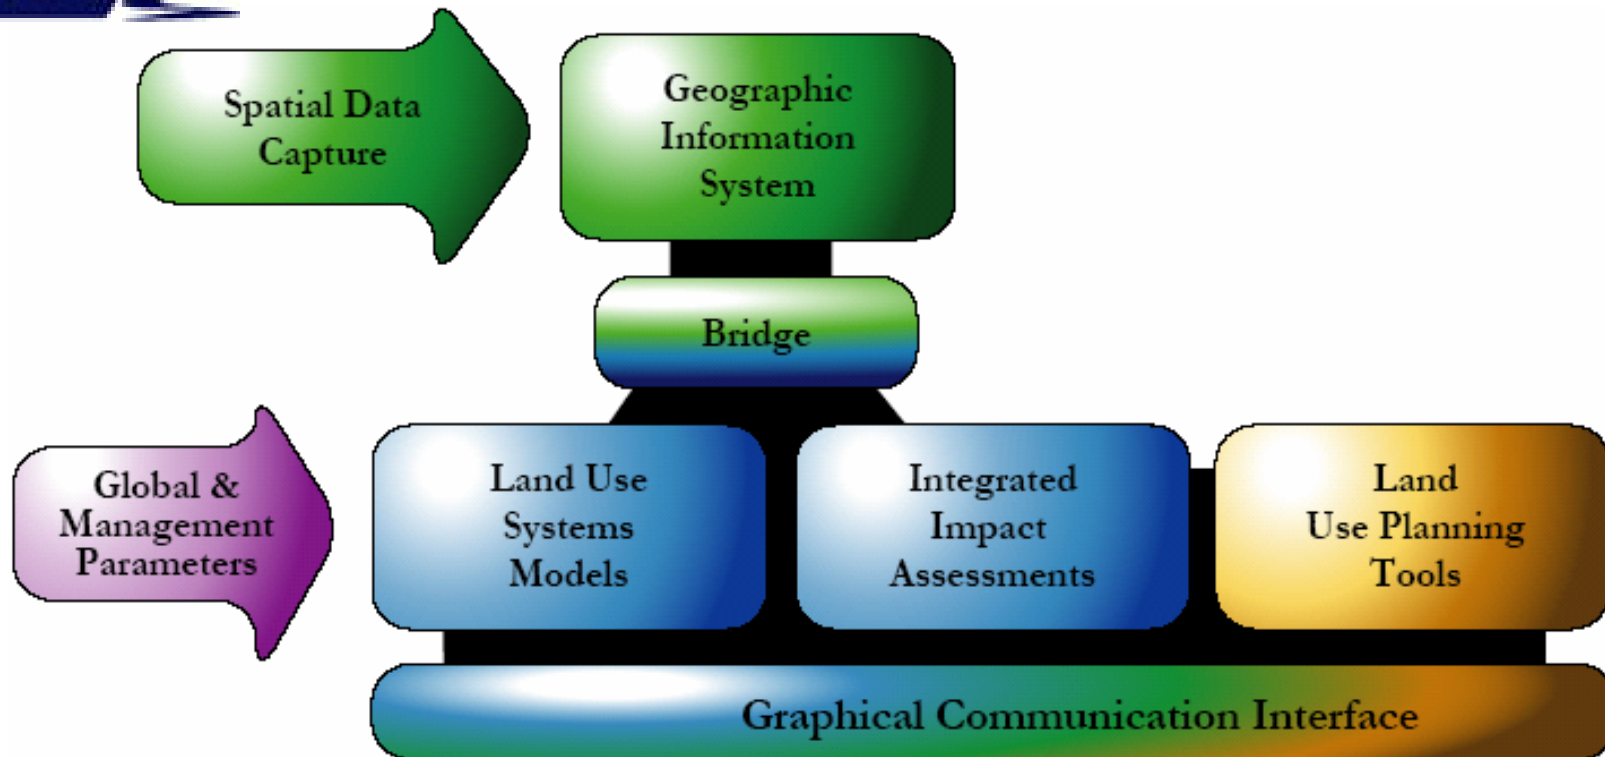 Spatial Data
Capture
Geographic
Information
System
Bridge
Global &
Management
Parameters
Land Use
Systems
Models
Integrated
Impact
Assessments
Land
Use Planning
Tools
Graphical Communication Interface